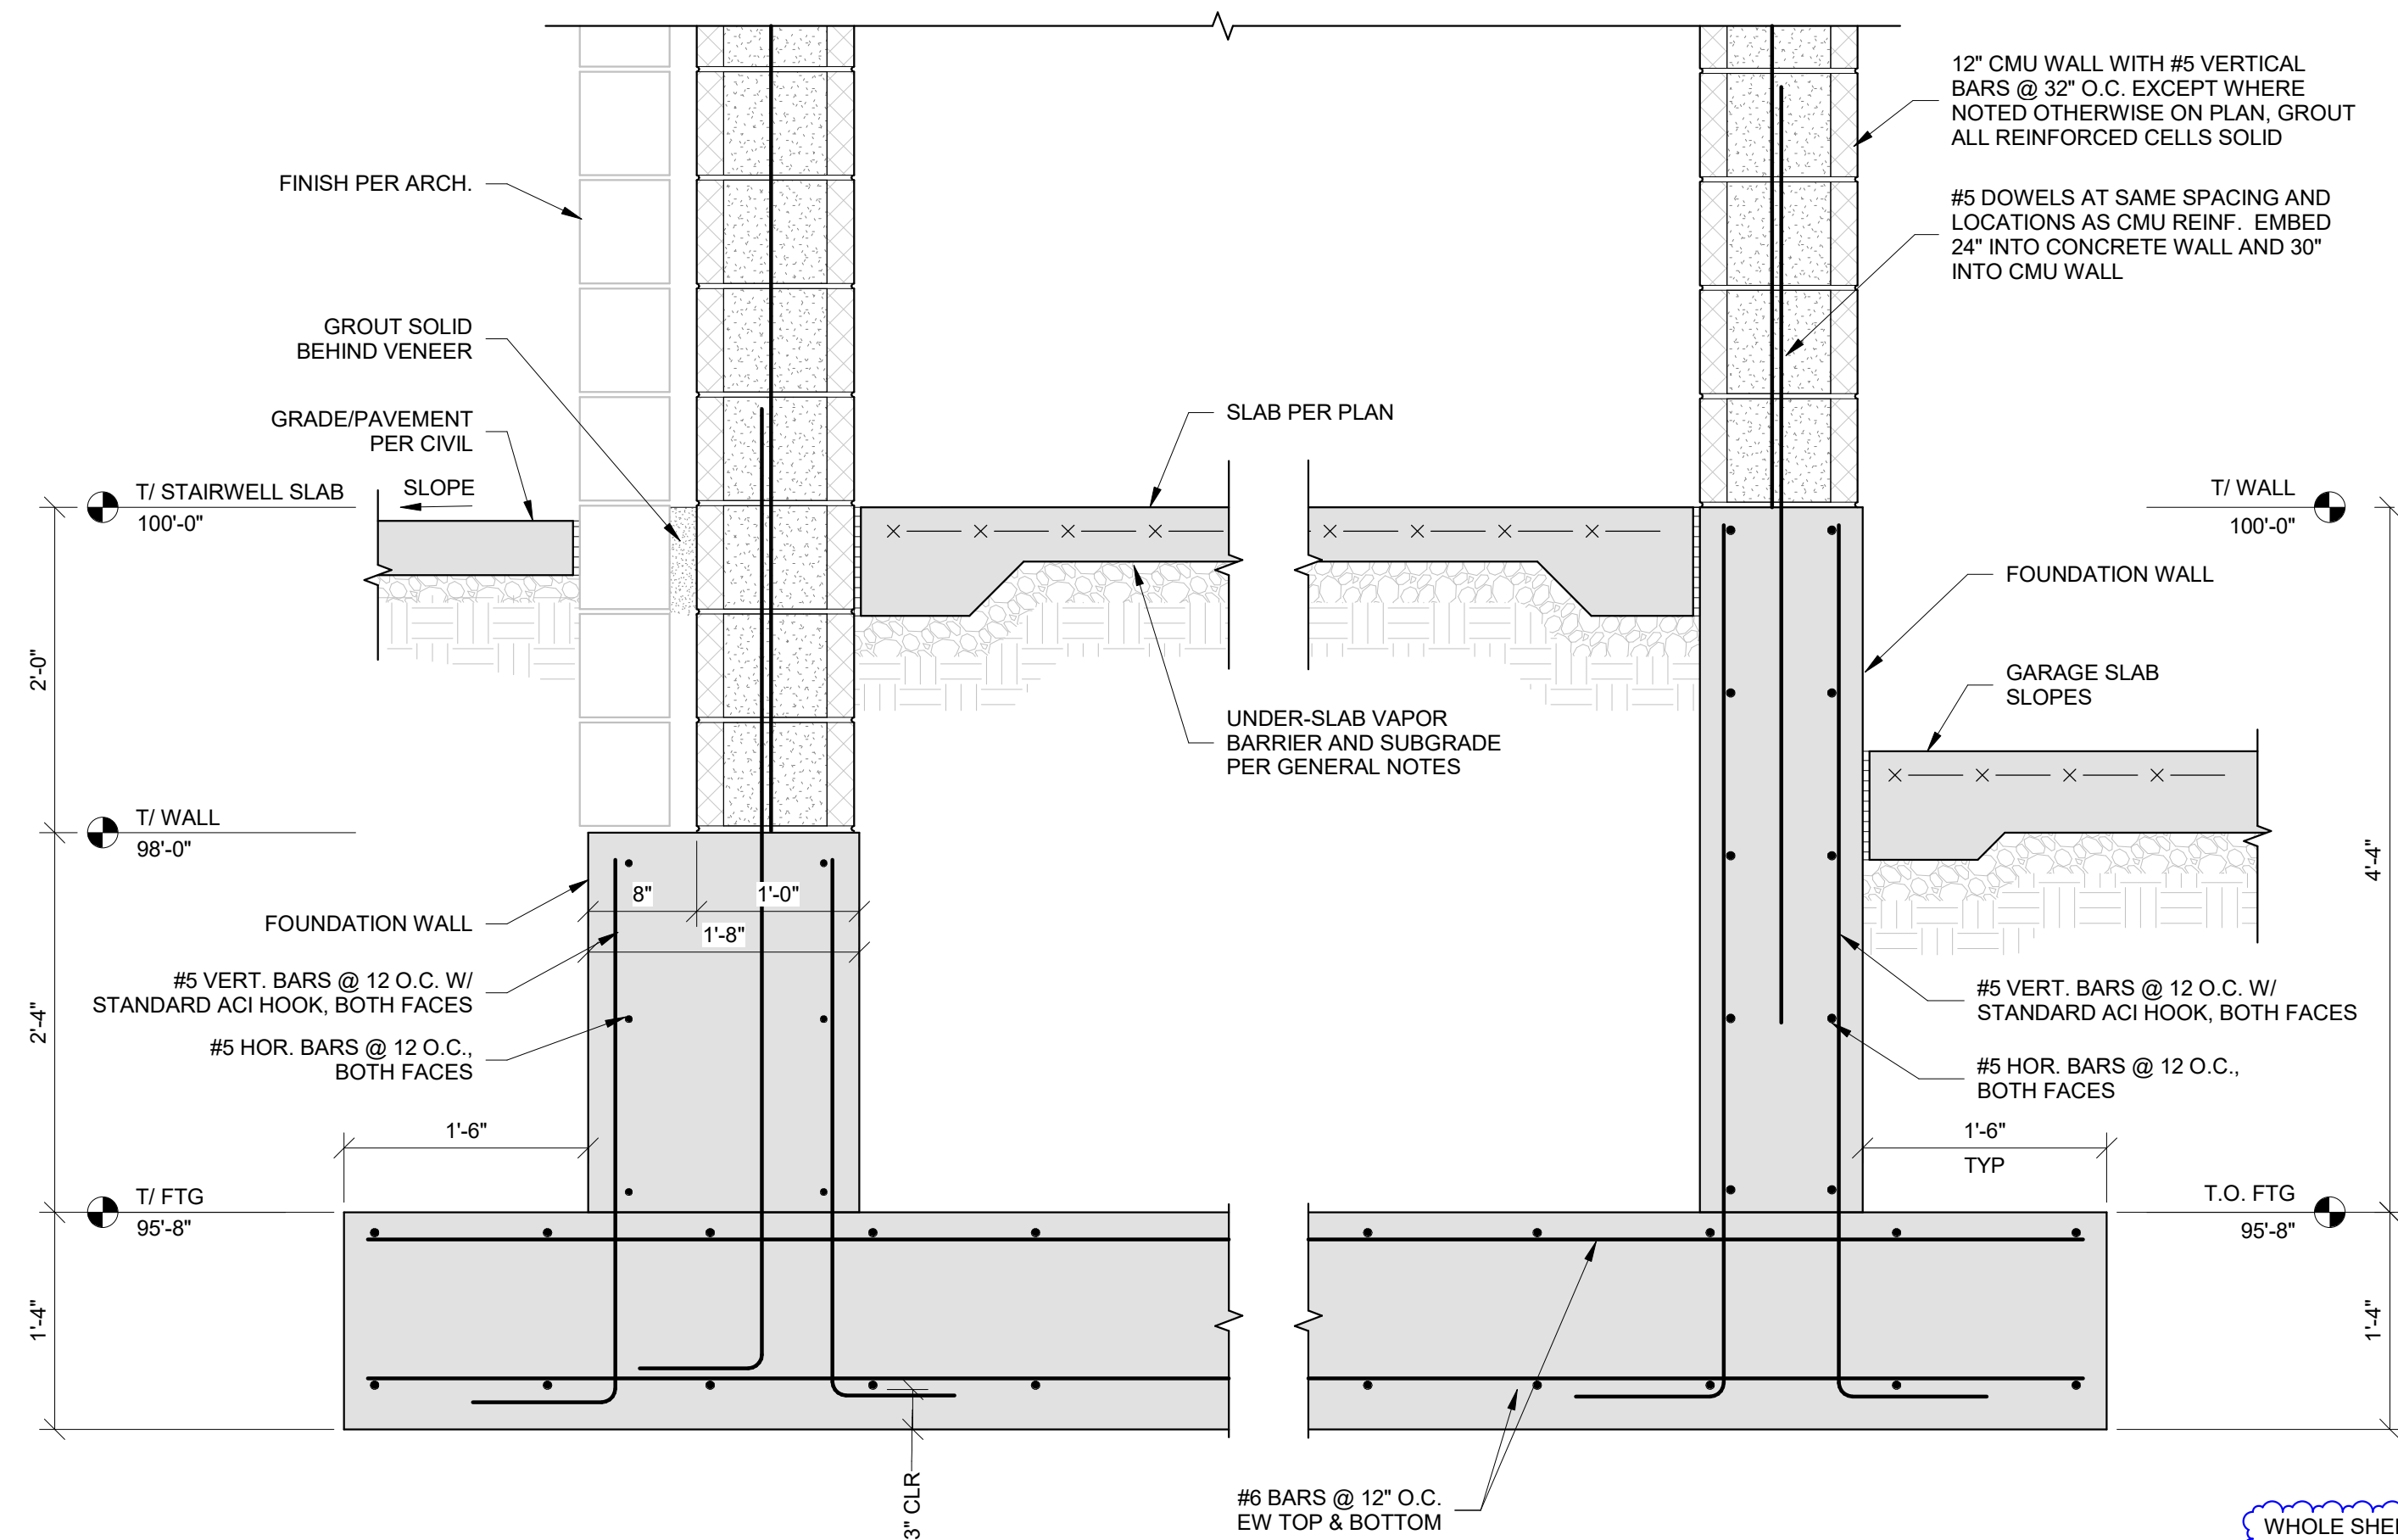 12" CMU WALL WITH #5 VERTICAL
BARS @ 32" O.C. EXCEPT WHERE
NOTED OTHERWISE ON PLAN, GROUT
ALL REINFORCED CELLS SOLID
FINISH PER ARCH.
#5 DOWELS AT SAME SPACING AND
LOCATIONS AS CMU REINF. EMBED
24" INTO CONCRETE WALL AND 30"
INTO CMU WALL
GROUT SOLID
BEHIND VENEER
GRADE/PAVEMENT
PER CIVIL
SLAB PER PLAN
T/ STAIRWELL SLAB
100'-0"
SLOPE
T/ WALL
100'-0"
FOUNDATION WALL
2'-0"
GARAGE SLAB
SLOPES
UNDER-SLAB VAPOR
BARRIER AND SUBGRADE
PER GENERAL NOTES
T/ WALL
98'-0"
4'-4"
8"
1'-0"
1'-8"
FOUNDATION WALL
#5 VERT. BARS @ 12 O.C. W/
STANDARD ACI HOOK, BOTH FACES
#5 VERT. BARS @ 12 O.C. W/
STANDARD ACI HOOK, BOTH FACES
2'-4"
#5 HOR. BARS @ 12 O.C.,
BOTH FACES
#5 HOR. BARS @ 12 O.C.,
BOTH FACES
1'-6"
1'-6"
TYP
T/ FTG
95'-8"
T.O. FTG
95'-8"
1'-4"
1'-4"
3" CLR
#6 BARS @ 12" O.C.
EW TOP & BOTTOM
WHOLE